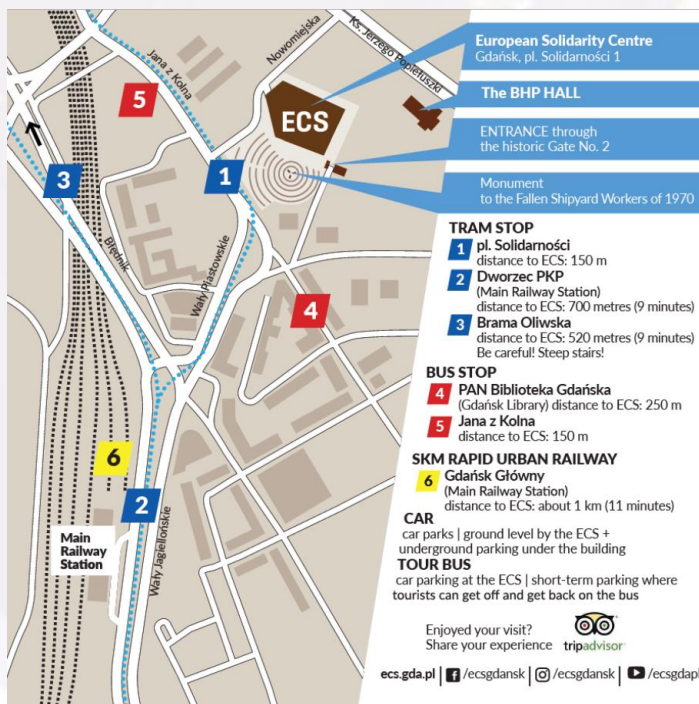 Jana z Kolna
Nowomiejska
Ks. Jerzego Popiełuszki
5
ECS
3
1
Błędnik
Wały Piastowskie
4
6
2
Main
Railway
Station
Wały Jagiellońskie
European Solidarity Centre
Gdańsk, pl. Solidarności 1
The BHP HALL
ENTRANCE through
the historic Gate No. 2
Monument
to the Fallen Shipyard Workers of 1970
TRAM STOP
1 pl. Solidarności
distance to ECS: 150 m
2 Dworzec PKP
(Main Railway Station)
distance to ECS: 700 metres (9 minutes)
3 Brama Oliwska
distance to ECS: 520 metres (9 minutes)
Be careful! Steep stairs!
BUS STOP
4 PAN Biblioteka Gdańska
(Gdańsk Library) distance to ECS: 250 m
5 Jana z Kolna
distance to ECS: 150 m
SKM RAPID URBAN RAILWAY
6 Gdańsk Główny
(Main Railway Station)
distance to ECS: about 1 km (11 minutes)
CAR
car parks | ground level by the ECS +
underground parking under the building
TOUR BUS
car parking at the ECS | short-term parking where
tourists can get off and get back on the bus
Enjoyed your visit?
Share your experience
tripadvisor
ecs.gda.pl | /ecsgdansk | /ecsgdansk | /ecsgdapl